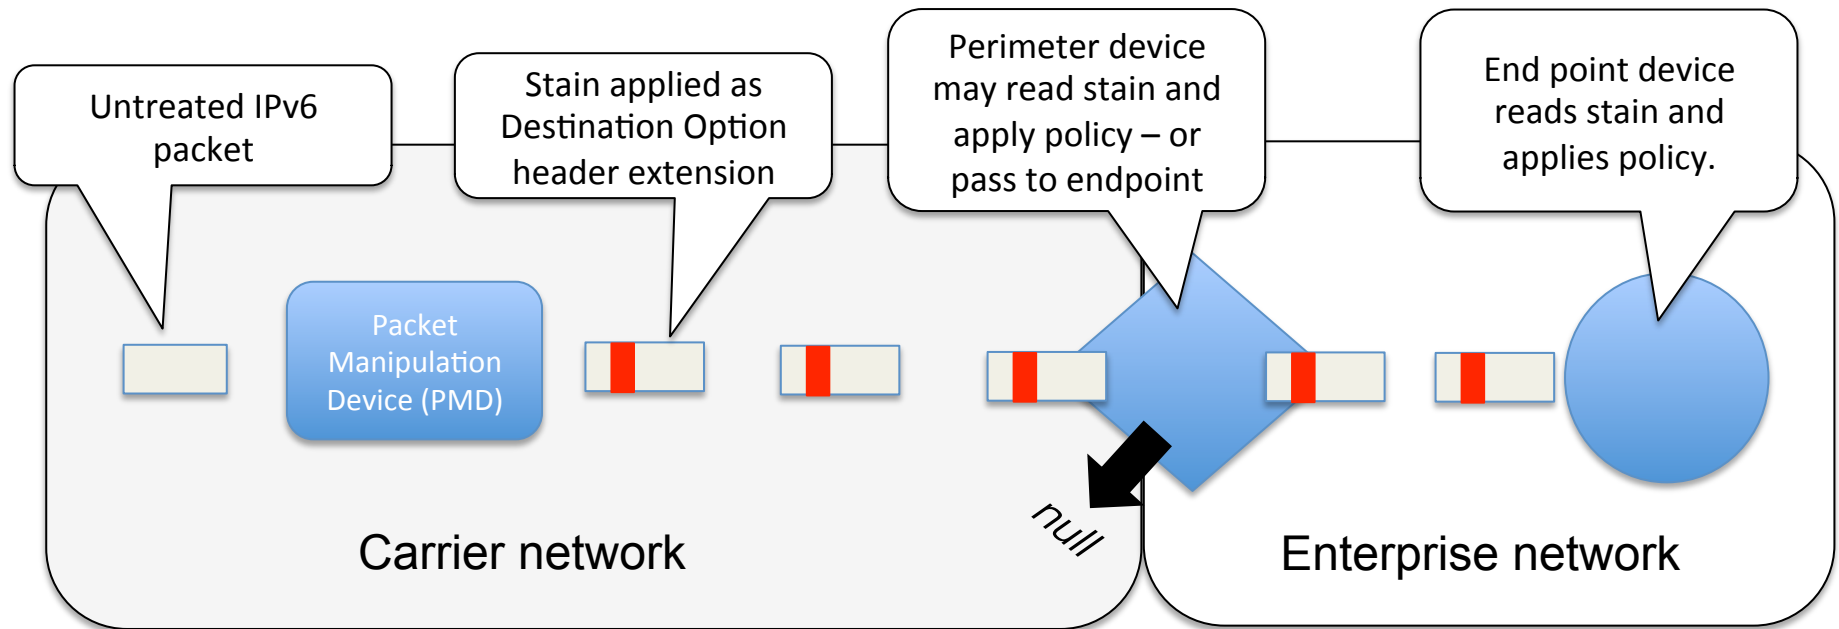 Untreated IPv6
packet
Stain applied as
Destination Option
header extension
Perimeter device
may read stain and
apply policy – or
pass to endpoint
End point device
reads stain and
applies policy.
Packet
Manipulation
Device (PMD)
null
Carrier network
Enterprise network